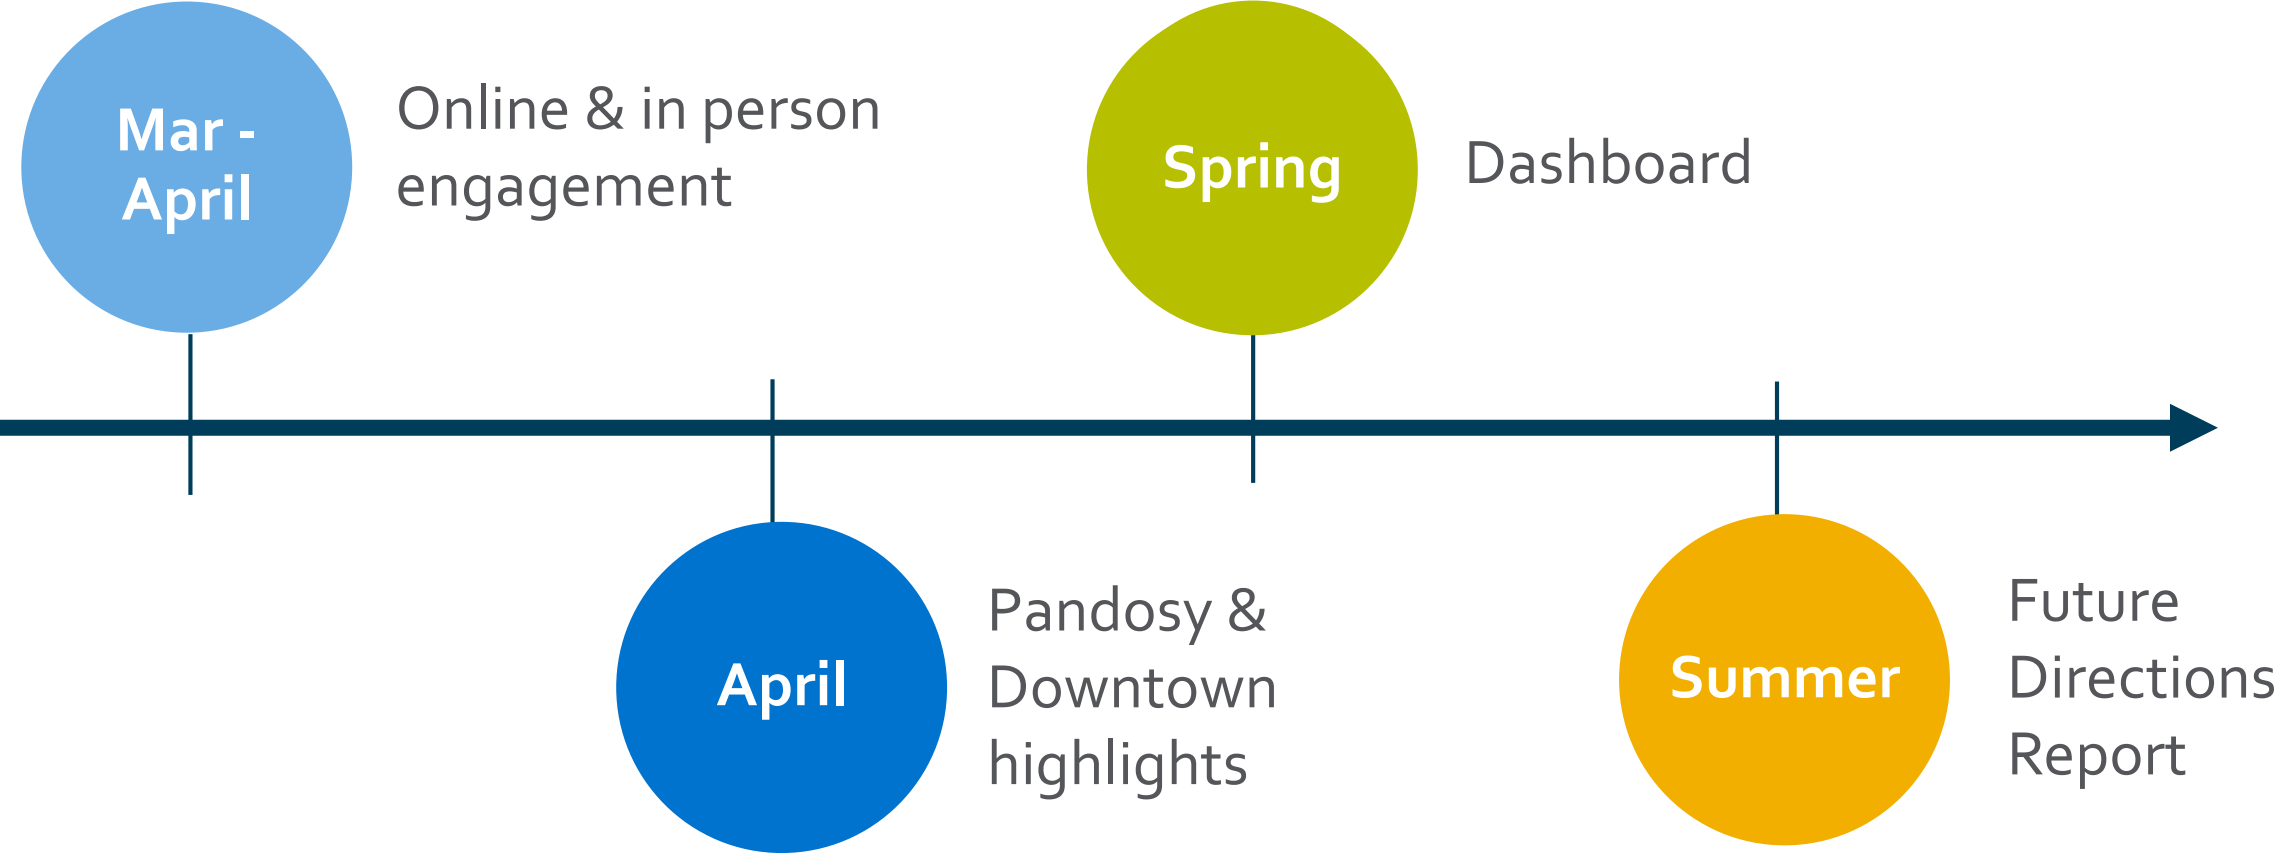 Mar -
April
Online & in person
engagement
April
Pandosy &
Downtown
highlights
Spring
Dashboard
Summer
Future
Directions
Report